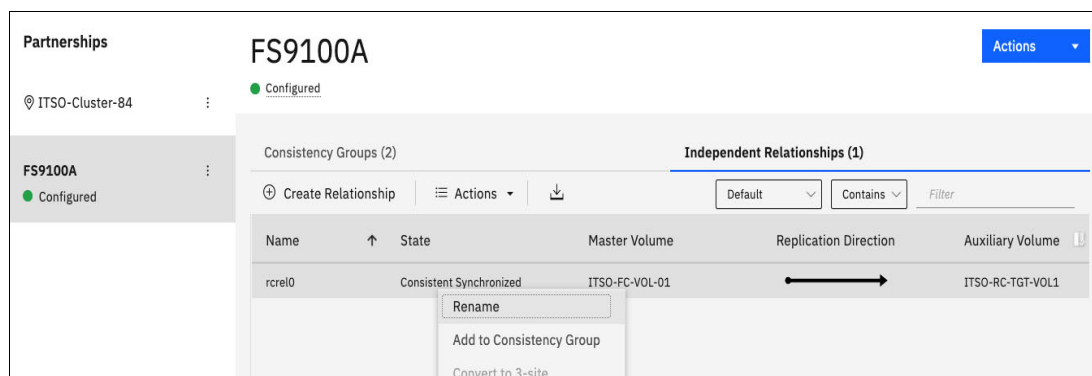 Partnerships
ITSO-Cluster-84
FS9100A
Configured
FS9100A
Configured
Actions
Consistency Groups (2)
Independent Relationships (1)
Create Relationship
Actions
Default
Contains
Filter
Name State Master Volume Replication Direction Auxiliary Volume
rcrel0 Consistent Synchronized ITSO-FC-VOL-01 ITSO-RC-TGT-VOL1
Rename
Add to Consistency Group
Convert to 3-site